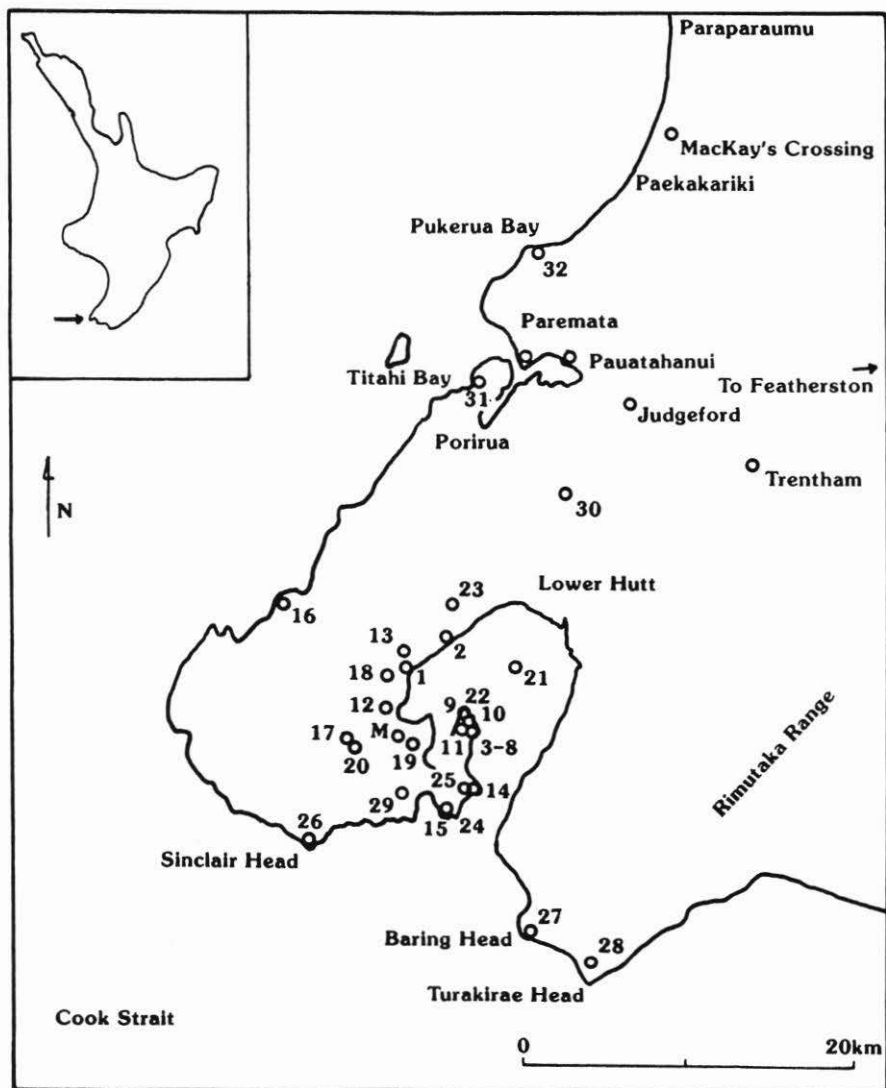 Paraparaumu
MacKay's Crossing
Paekakariki
Pukerua Bay
32
Paremata
Pauatahanui
Titahi Bay
To Featherston
31
Judgeford
Porirua
Trentham
N
30
Lower Hutt
23
16
13
2
18
1
21
12
9
22
10
17
M
11
3-8
20
19
25
14
29
26
15
24
Rimutaka Range
Sinclair Head
27
Baring Head
28
Turakirae Head
Cook Strait
0
20km